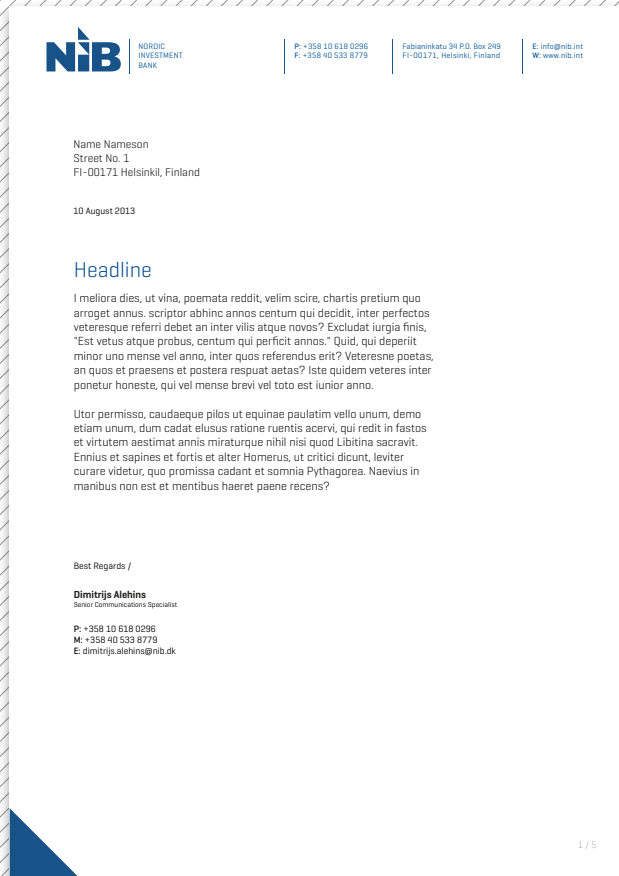 NiB
NORDIC
INVESTMENT
BANK
P: +358 10 618 0296
F: +358 40 533 8779
Fabianinkatu 34 P.O. Box 249
FI-00171, Helsinki, Finland
E: info@nib.int
W: www.nib.int
Name Nameson
Street No. 1
FI-00171 Helsinkil, Finland
10 August 2013
Headline
I meliora dies, ut vina, poemata reddit, velim scire, chartis pretium quo
arroget annus. scriptor abhinc annos centum qui decidit, inter perfectos
veteresque referri debet an inter vilis atque novos? Excludat iurgia finis,
"Est vetus atque probus, centum qui perficit annos." Quid, qui deperiit
minor uno mense vel anno, inter quos referendus erit? Veteresne poetas,
an quos et praesens et postera respuat aetas? Iste quidem veteres inter
ponetur honeste, qui vel mense brevi vel toto est iunior anno.
Utor permisso, caudaeque pilos ut equinae paulatim vello unum, demo
etiam unum, dum cadat elusus ratione ruentis acervi, qui redit in fastos
et virtutem aestimat annis miraturque nihil nisi quod Libitina sacravit.
Ennius et sapines et fortis et alter Homerus, ut critici dicunt, leviter
curare videtur, quo promissa cadant et somnia Pythagorea. Naevius in
manibus non est et mentibus haeret paene recens?
Best Regards /
Dimitrijs Alehins
Senior Communications Specialist
P: +358 10 618 0296
M: +358 40 533 8779
E: dimitrijs.alehins@nib.dk
1 / 5